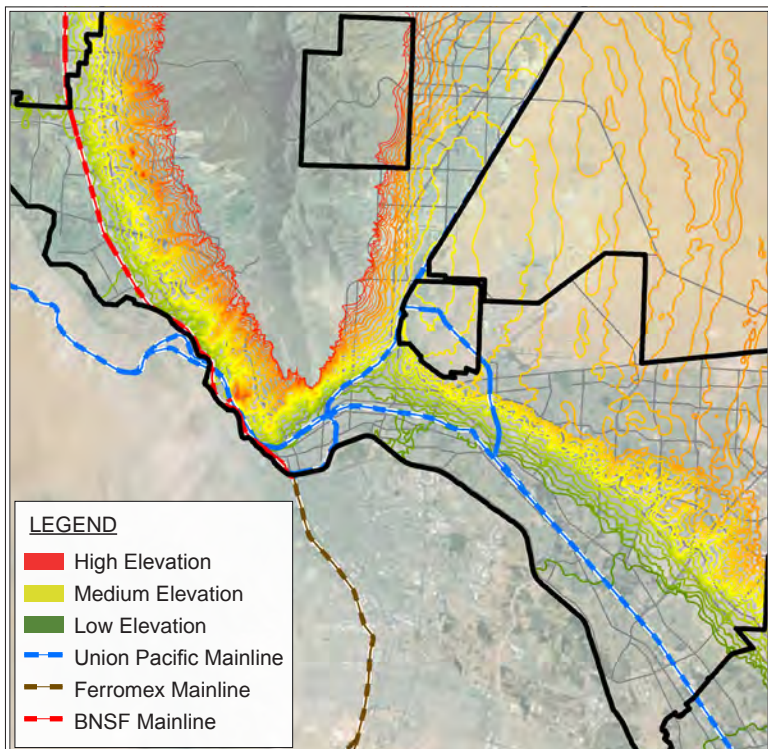 LEGEND
High Elevation
Medium Elevation
Low Elevation
Union Pacific Mainline
Ferromex Mainline
BNSF Mainline